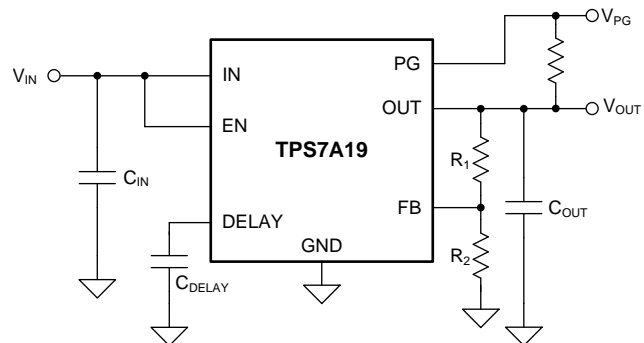 V_PG
PG
V_IN
IN
OUT
V_OUT
EN
TPS7A19
R_1
C_IN
FB
C_OUT
DELAY
GND
R_2
C_DELAY